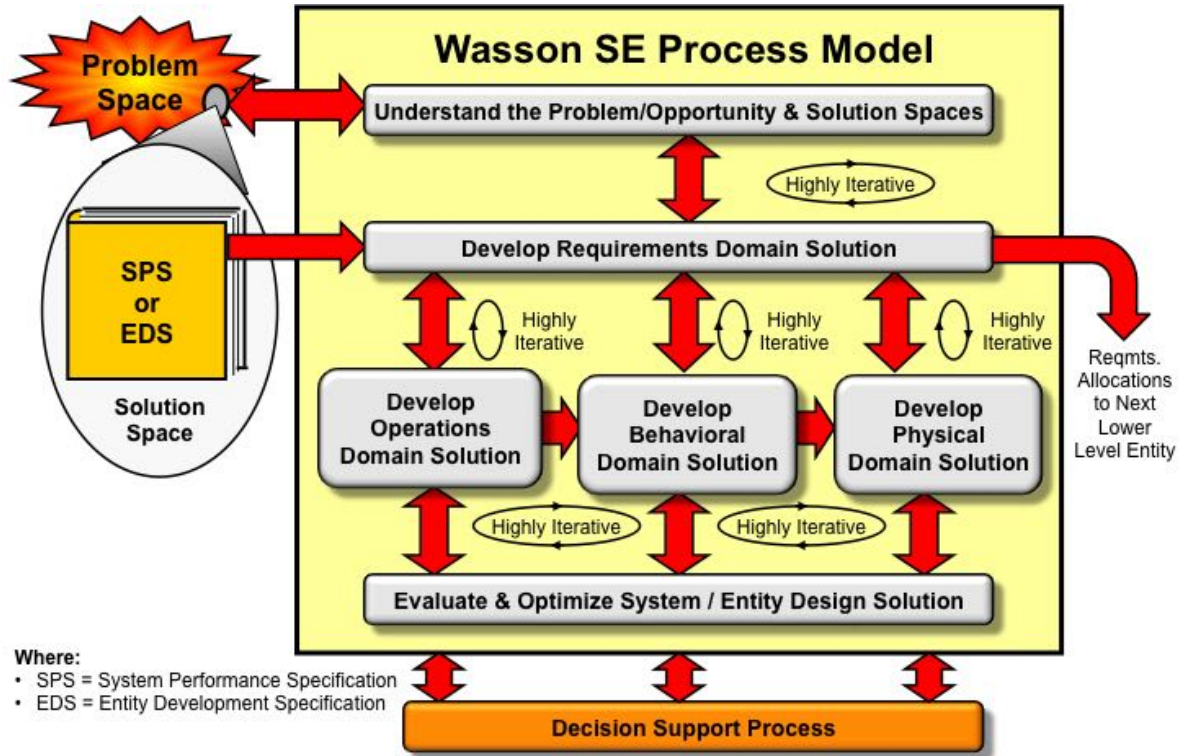 Wasson SE Process Model
Problem
Space
Understand the Problem/Opportunity & Solution Spaces
Highly Iterative
Develop Requirements Domain Solution
SPS
or
EDS
Solution
Space
Highly
Iterative
Highly
Iterative
Highly
Iterative
Reqmts.
Allocations
to Next
Lower
Level Entity
Develop
Operations
Domain Solution
Develop
Behavioral
Domain Solution
Develop
Physical
Domain Solution
Highly Iterative
Highly Iterative
Evaluate & Optimize System / Entity Design Solution
Where:
• SPS = System Performance Specification
• EDS = Entity Development Specification
Decision Support Process